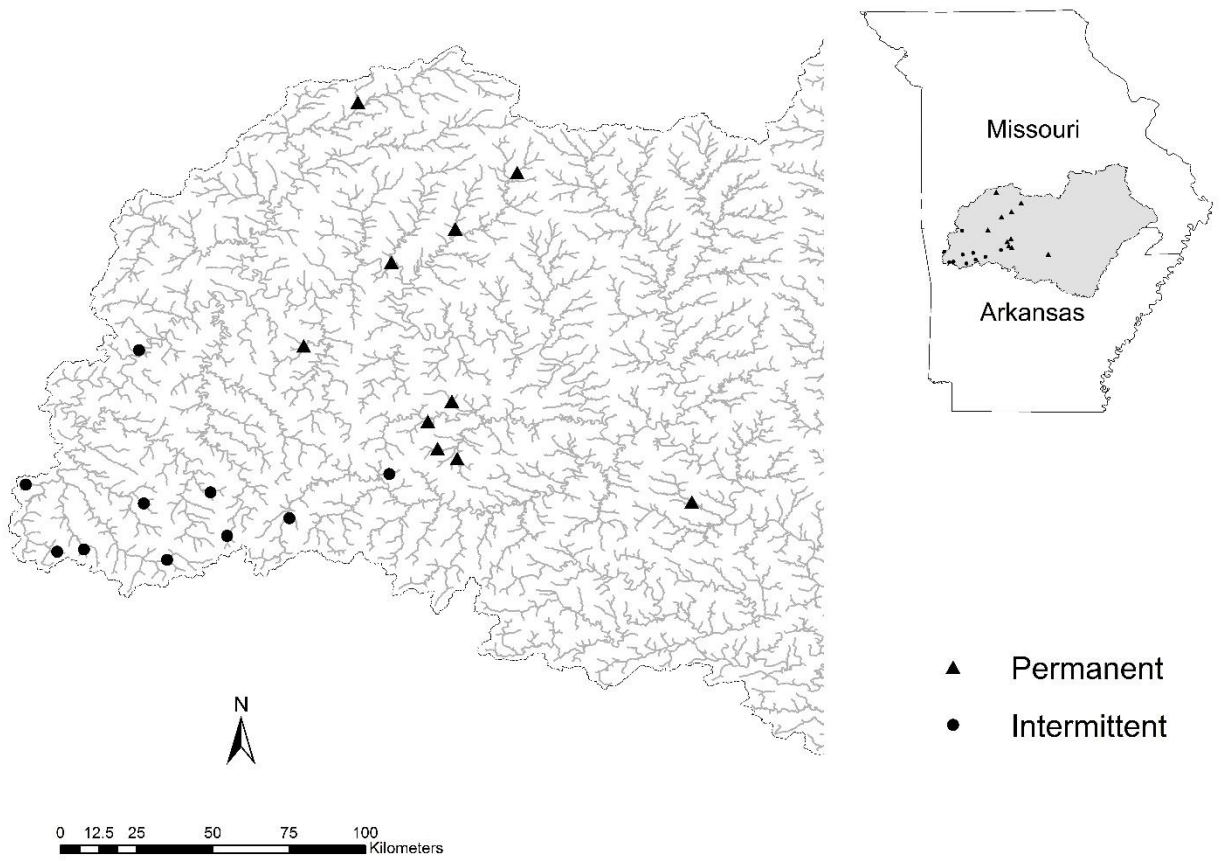 Missouri
Arkansas
Permanent
Intermittent
N
0 12.5 25 50 75 100
Kilometers